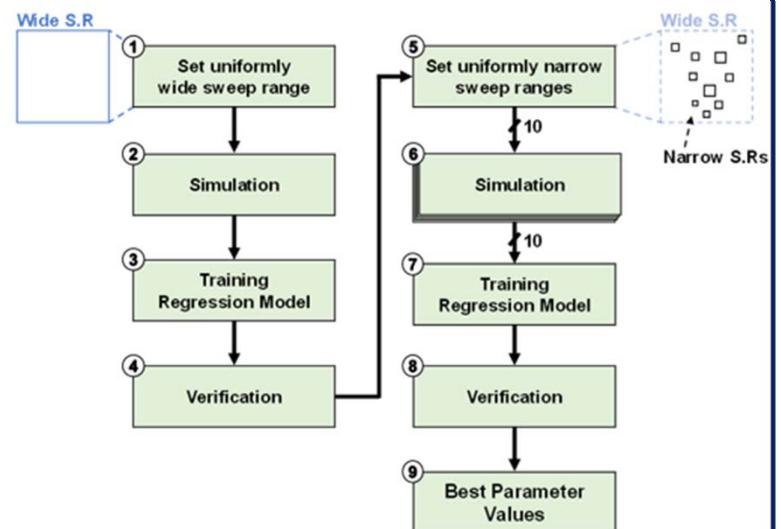 Wide S.R
1
Set uniformly
wide sweep range
2
Simulation
3
Training
Regression Model
4
Verification
5
Set uniformly narrow
sweep ranges
10
6
Simulation
10
7
Training
Regression Model
8
Verification
9
Best Parameter
Values
Wide S.R
Narrow S.Rs